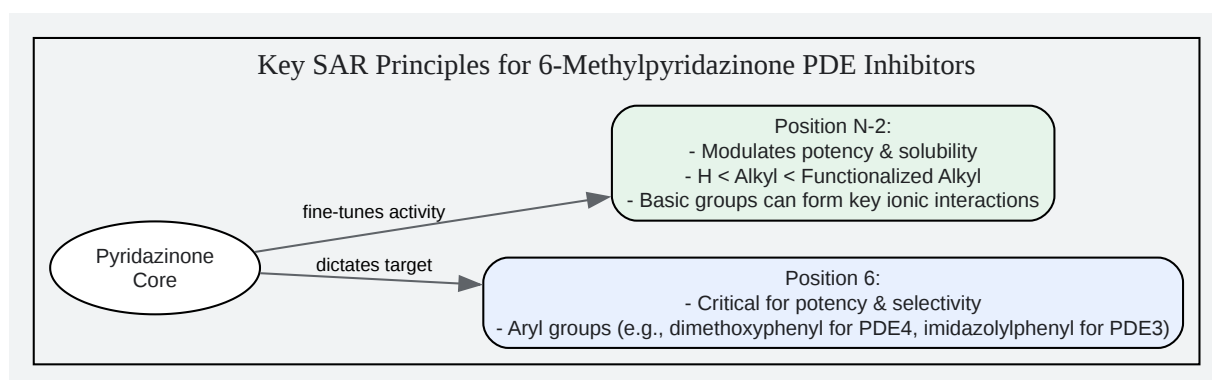 Key SAR Principles for 6-Methylpyridazinone PDE Inhibitors
Position N-2:
- Modulates potency & solubility
- H < Alkyl < Functionalized Alkyl
- Basic groups can form key ionic interactions
fine-tunes activity
Pyridazinone
Core
dictates target
Position 6:
- Critical for potency & selectivity
- Aryl groups (e.g., dimethoxyphenyl for PDE4, imidazolylphenyl for PDE3)